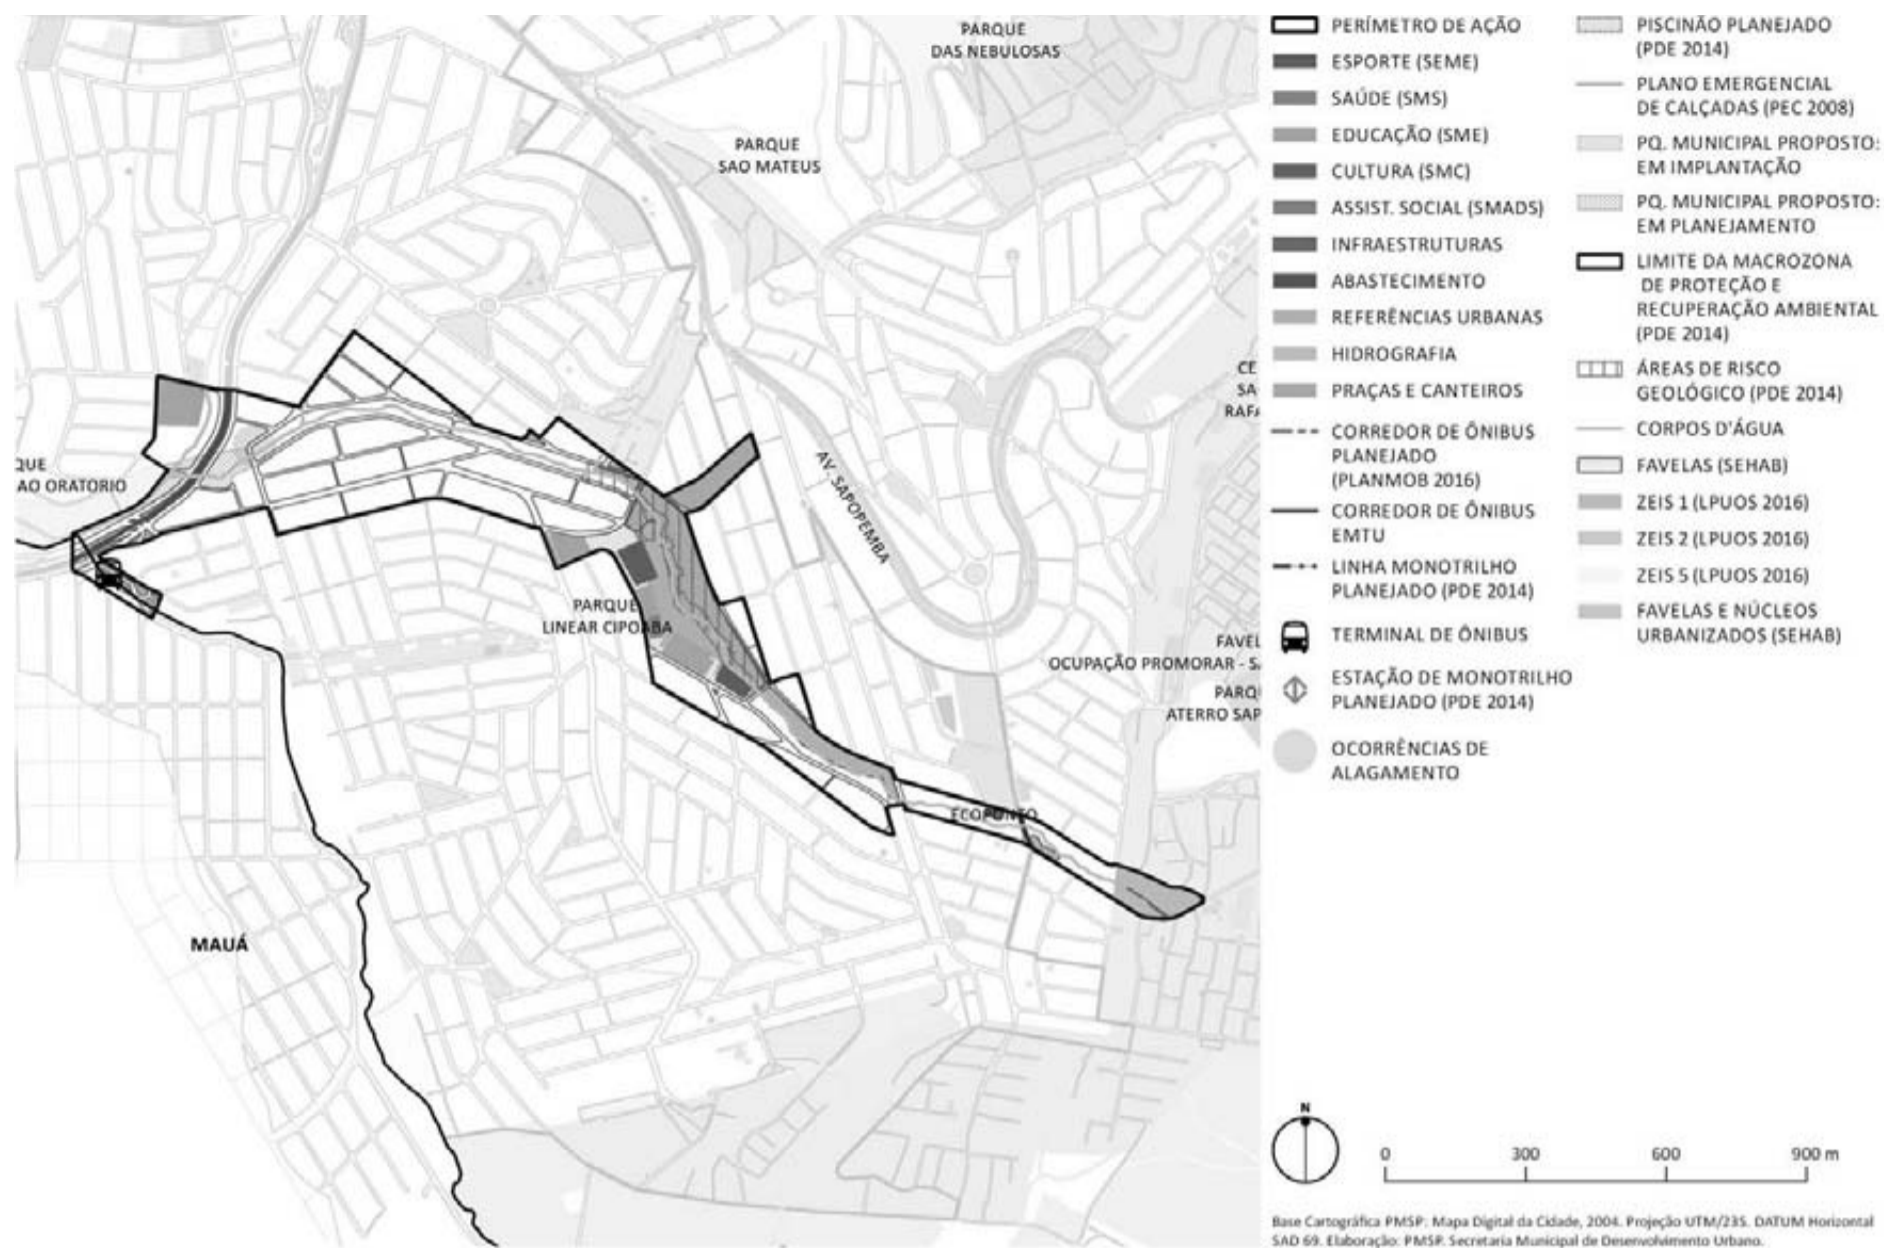 PARQUE
DAS NEBULOSAS
PARQUE
SAO MATEUS
CE
SA
RAFA
QUE
AO ORATORIO
AV. SAPOPEMBA
PARQUE
LINEAR CIPOABA
FAVEL
OCUPAÇÃO PROMORAR - SA
PARQU
ATERRO SAP
ECOPONTO
MAUÁ
PERÍMETRO DE AÇÃO
ESPORTE (SEME)
SAÚDE (SMS)
EDUCAÇÃO (SME)
CULTURA (SMC)
ASSIST. SOCIAL (SMADS)
INFRAESTRUTURAS
ABASTECIMENTO
REFERÊNCIAS URBANAS
HIDROGRAFIA
PRAÇAS E CANTEIROS
CORREDOR DE ÔNIBUS
PLANEJADO
(PLANMOB 2016)
CORREDOR DE ÔNIBUS
EMTU
LINHA MONOTRILHO
PLANEJADO (PDE 2014)
TERMINAL DE ÔNIBUS
ESTAÇÃO DE MONOTRILHO
PLANEJADO (PDE 2014)
OCORRÊNCIAS DE
ALAGAMENTO
PISCINÃO PLANEJADO
(PDE 2014)
PLANO EMERGENCIAL
DE CALÇADAS (PEC 2008)
PQ. MUNICIPAL PROPOSTO:
EM IMPLANTAÇÃO
PQ. MUNICIPAL PROPOSTO:
EM PLANEJAMENTO
LIMITE DA MACROZONA
DE PROTEÇÃO E
RECUPERAÇÃO AMBIENTAL
(PDE 2014)
ÁREAS DE RISCO
GEOLÓGICO (PDE 2014)
CORPOS D'ÁGUA
FAVELAS (SEHAB)
ZEIS 1 (LPUOS 2016)
ZEIS 2 (LPUOS 2016)
ZEIS 5 (LPUOS 2016)
FAVELAS E NÚCLEOS
URBANIZADOS (SEHAB)
N
0 300 600 900 m
Base Cartográfica PMSP: Mapa Digital da Cidade, 2004. Projeção UTM/23S. DATUM Horizontal
SAD 69. Elaboração: PMSP. Secretaria Municipal de Desenvolvimento Urbano.